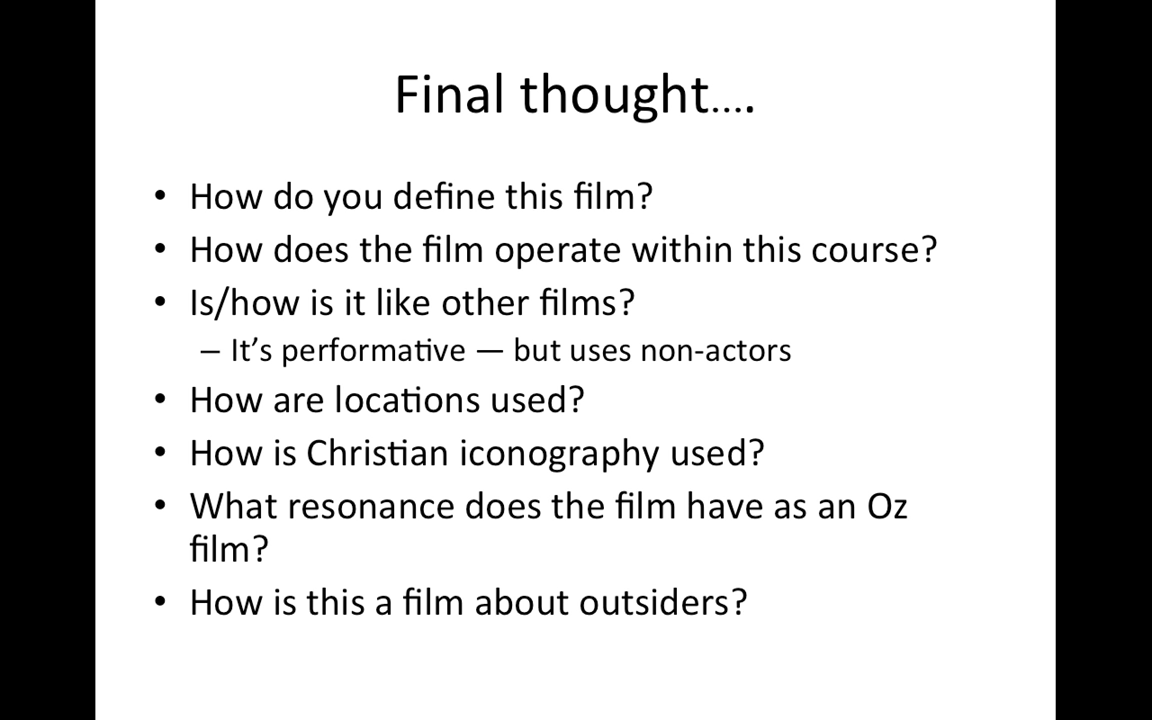 Final thought....
• How do you define this film?
• How does the film operate within this course?
• Is/how is it like other films?
– It’s performative — but uses non-actors
• How are locations used?
• How is Christian iconography used?
• What resonance does the film have as an Oz
film?
• How is this a film about outsiders?